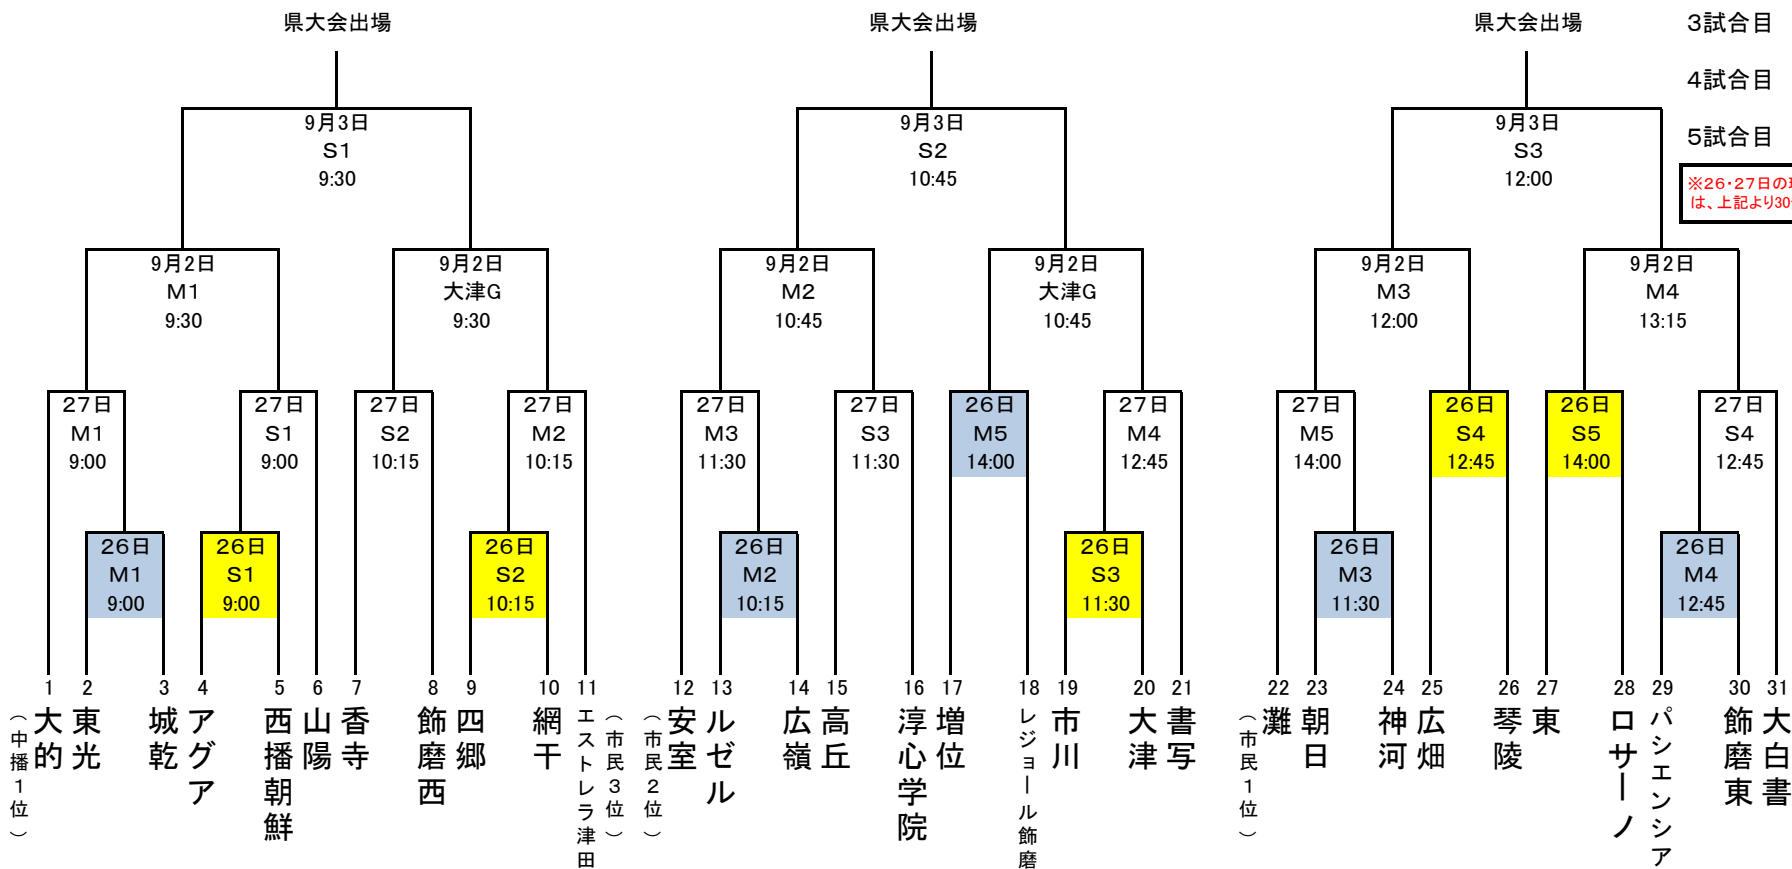 県大会出場
県大会出場
県大会出場
3試合目
4試合目
5試合目
※26・27日の
は、上記より30
9月3日
S1
9:30
9月3日
S2
10:45
9月3日
S3
12:00
9月2日
M1
9:30
9月2日
大津G
9:30
9月2日
M2
10:45
9月2日
大津G
10:45
9月2日
M3
12:00
9月2日
M4
13:15
27日
M1
9:00
27日
S1
9:00
27日
S2
10:15
27日
M2
10:15
27日
M3
11:30
27日
S3
11:30
26日
M5
14:00
27日
M4
12:45
27日
M5
14:00
26日
S4
12:45
26日
S5
14:00
27日
S4
12:45
26日
M1
9:00
26日
S1
9:00
26日
S2
10:15
26日
M2
10:15
26日
S3
11:30
26日
M3
11:30
26日
M4
12:45
1 2 3 4 5 6 7 8 9 10 11 12 13 14 15 16 17 18 19 20 21 22 23 24 25 26 27 28 29 30 31
（中播1位）
大的
東光
城乾
アグア
西播朝鮮
山陽
香寺
飾磨西
四郷
網干
エストレラ津田
（市民3位）
（市民2位）
安室
ルゼル
広嶺
高丘
淳心学院
増位
レジョール飾磨
市川
大津
書写
（市民1位）
灘
朝日
神河
広畑
琴陵
東
ロサーノ
パシエンシア
飾磨東
大白書